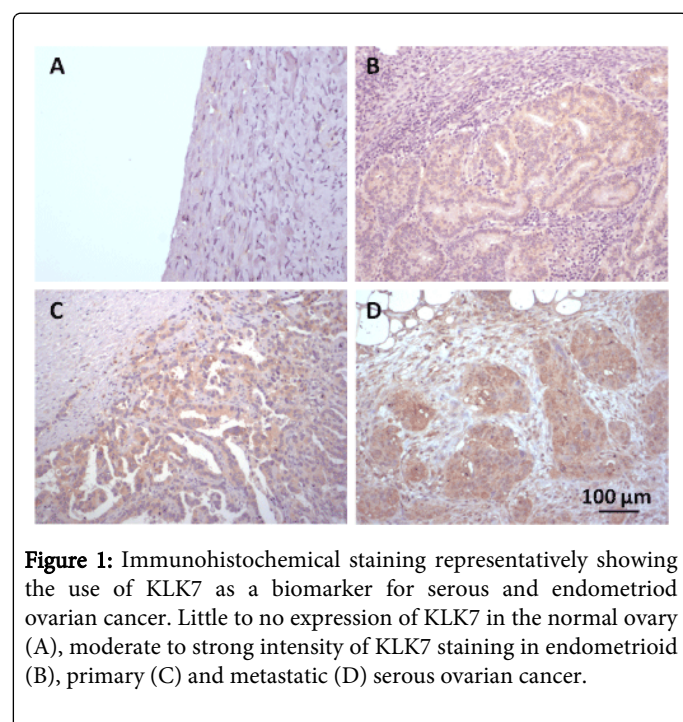 A
B
C
D
100 µm
Figure 1: Immunohistochemical staining representatively showing
the use of KLK7 as a biomarker for serous and endometriod
ovarian cancer. Little to no expression of KLK7 in the normal ovary
(A), moderate to strong intensity of KLK7 staining in endometrioid
(B), primary (C) and metastatic (D) serous ovarian cancer.